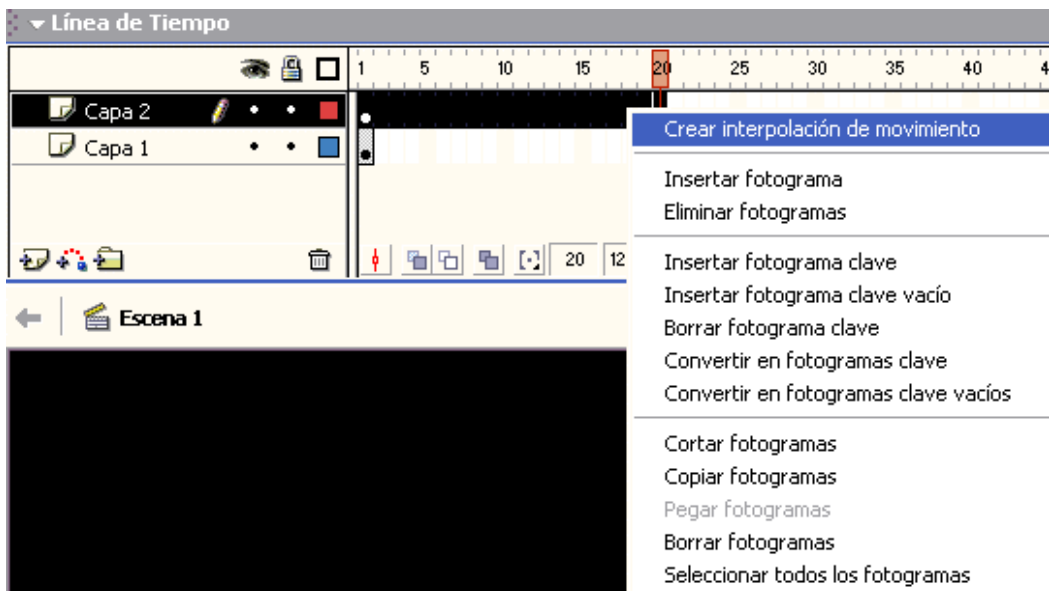 Línea de Tiempo
1 5 10 15 20 25 30 35 40 4
Capa 2
Capa 1
20 12
Escena 1
Crear interpolación de movimiento
Insertar fotograma
Eliminar fotogramas
Insertar fotograma clave
Insertar fotograma clave vacío
Borrar fotograma clave
Convertir en fotogramas clave
Convertir en fotogramas clave vacíos
Cortar fotogramas
Copiar fotogramas
Pegar fotogramas
Borrar fotogramas
Seleccionar todos los fotogramas